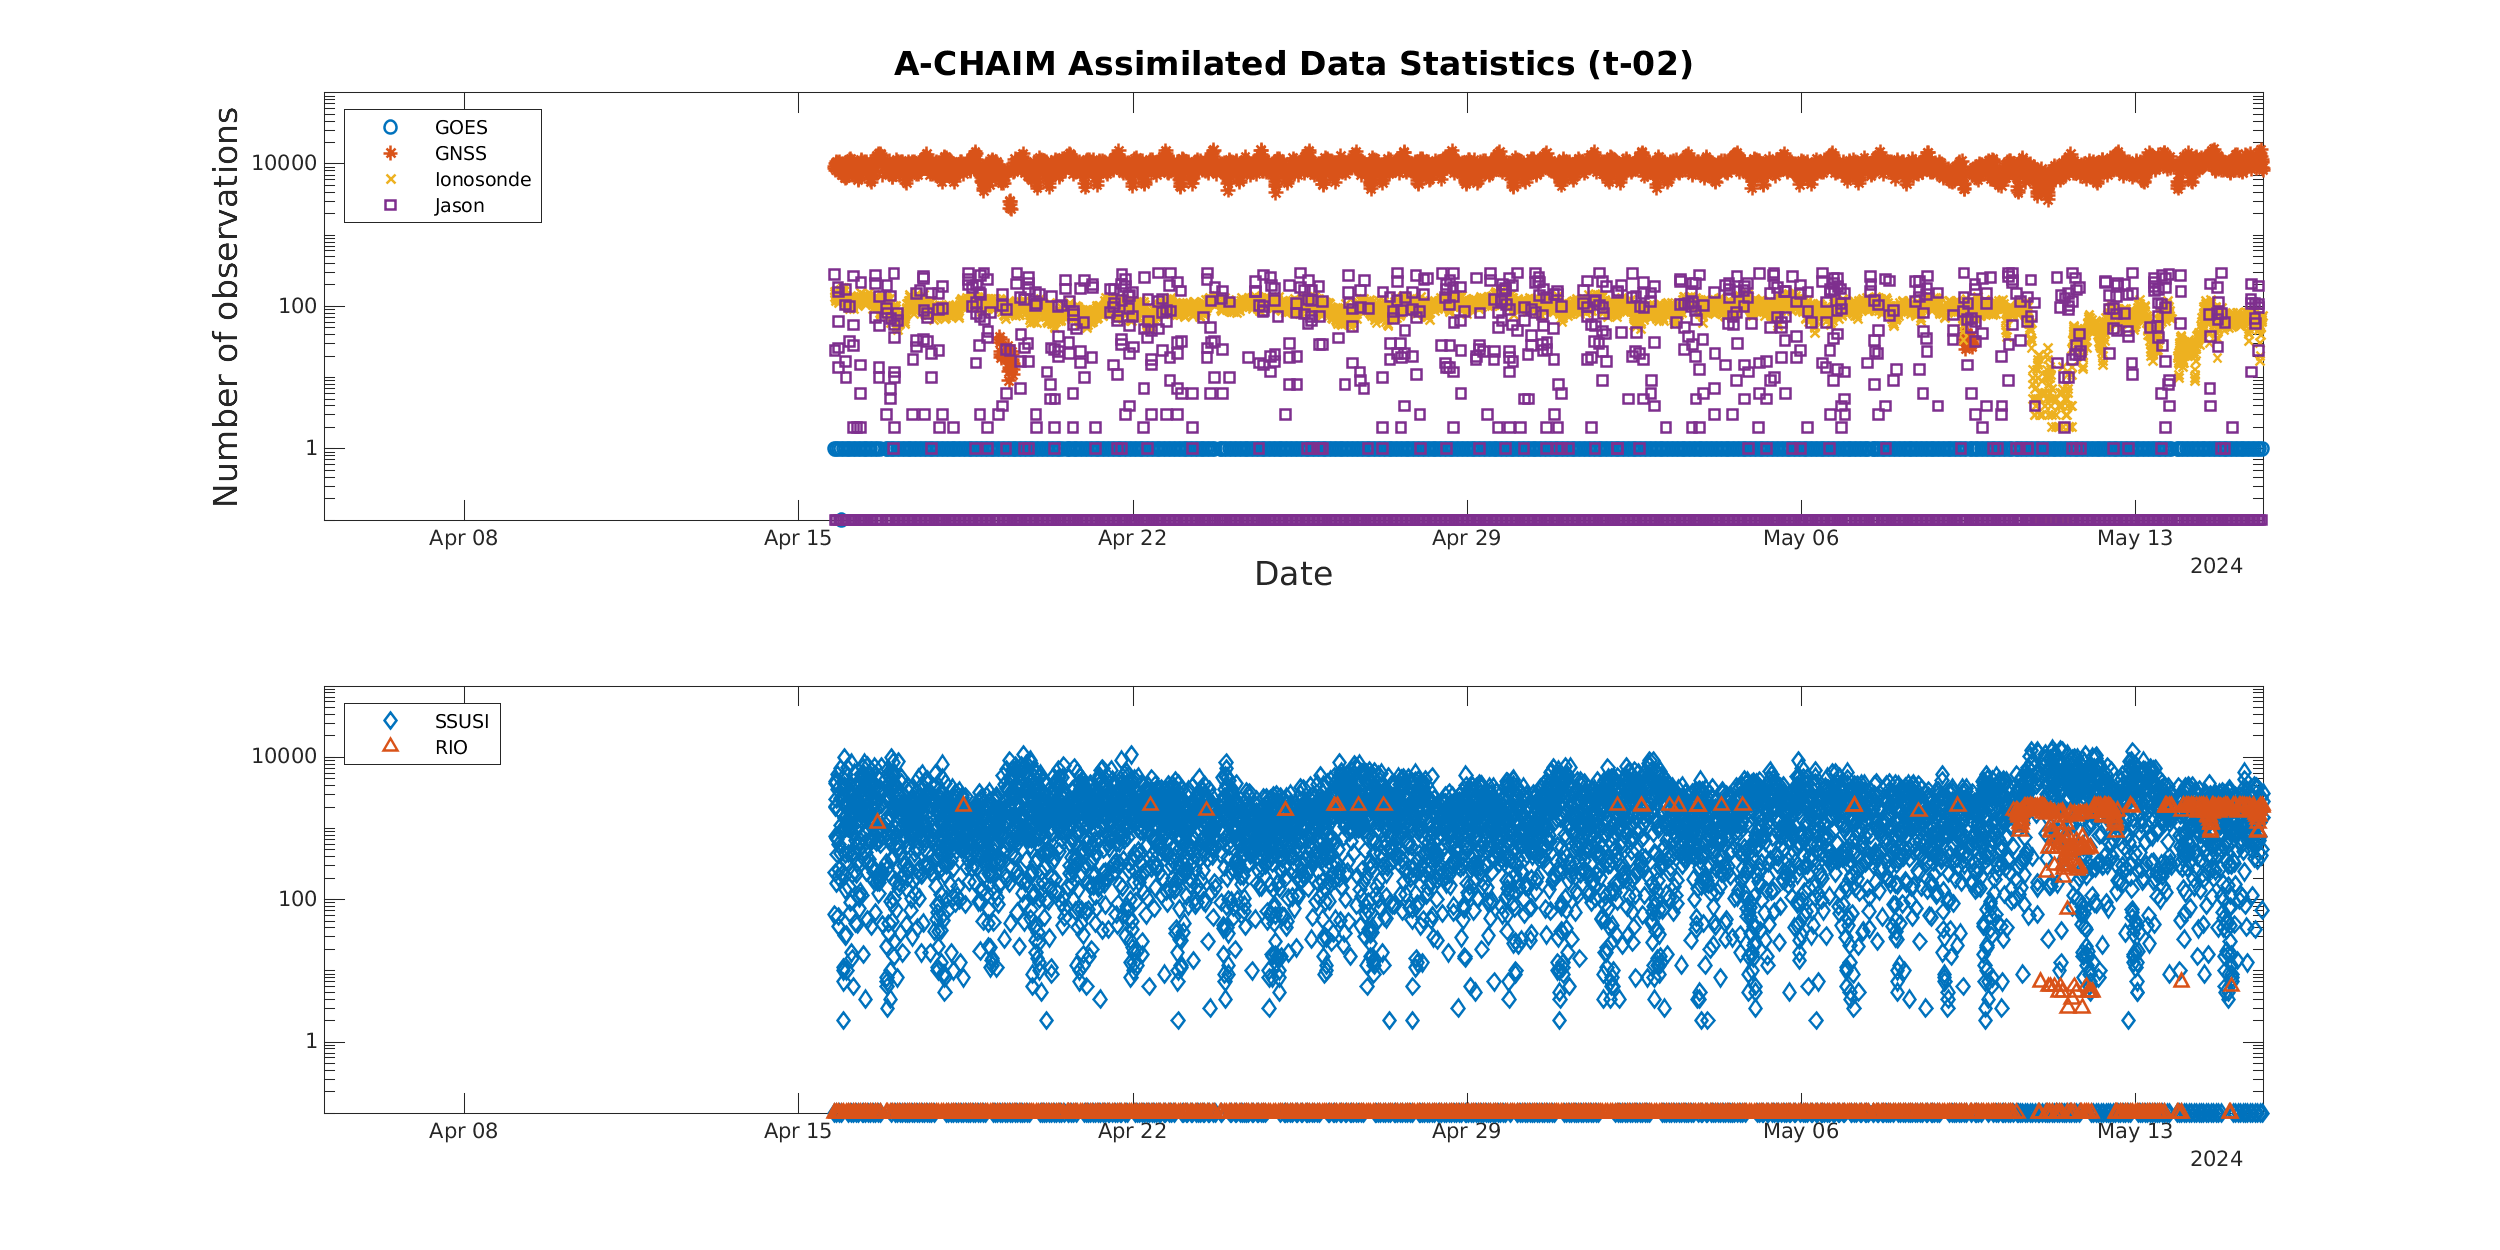 A-CHAIM Assimilated Data Statistics (t-02)
Number of observations
GOES
GNSS
Ionosonde
Jason
10000
100
1
Apr 08 Apr 15 Apr 22 Apr 29 May 06 May 13
2024
Date
SSUSI
RIO
10000
100
1
Apr 08 Apr 15 Apr 22 Apr 29 May 06 May 13
2024